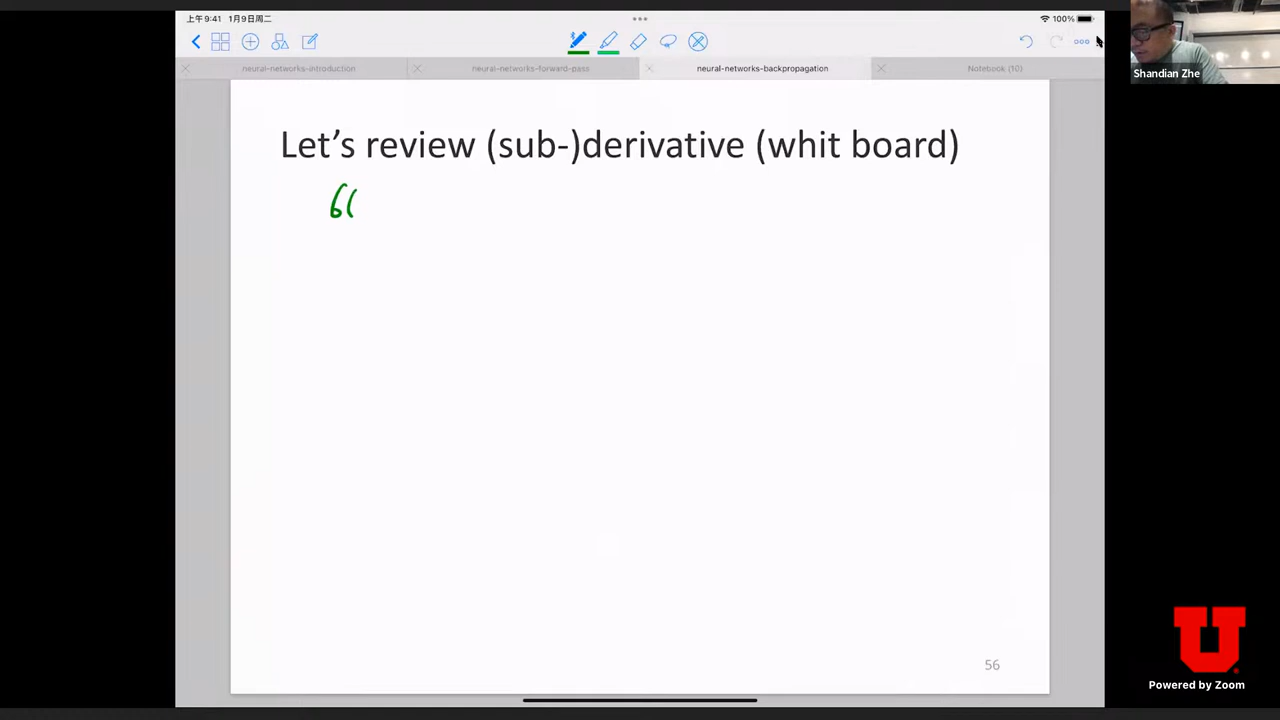 上午9:41 1月9日周二
100%
neural-networks-introduction
neural-networks-forward-pass
neural-networks-backpropagation
Notebook (10)
Shandian Zhe
Let's review (sub-)derivative (whit board)
6(
56
U
Powered by Zoom